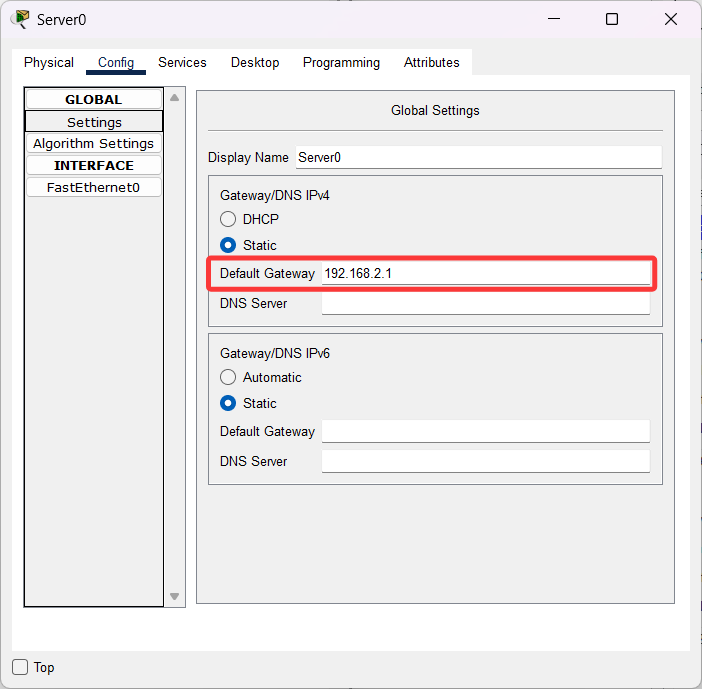 Server0
Physical Config Services Desktop Programming Attributes
GLOBAL
Settings
Algorithm Settings
INTERFACE
FastEthernet0
Global Settings
Display Name Server0
Gateway/DNS IPv4
DHCP
Static
Default Gateway 192.168.2.1
DNS Server
Gateway/DNS IPv6
Automatic
Static
Default Gateway
DNS Server
Top